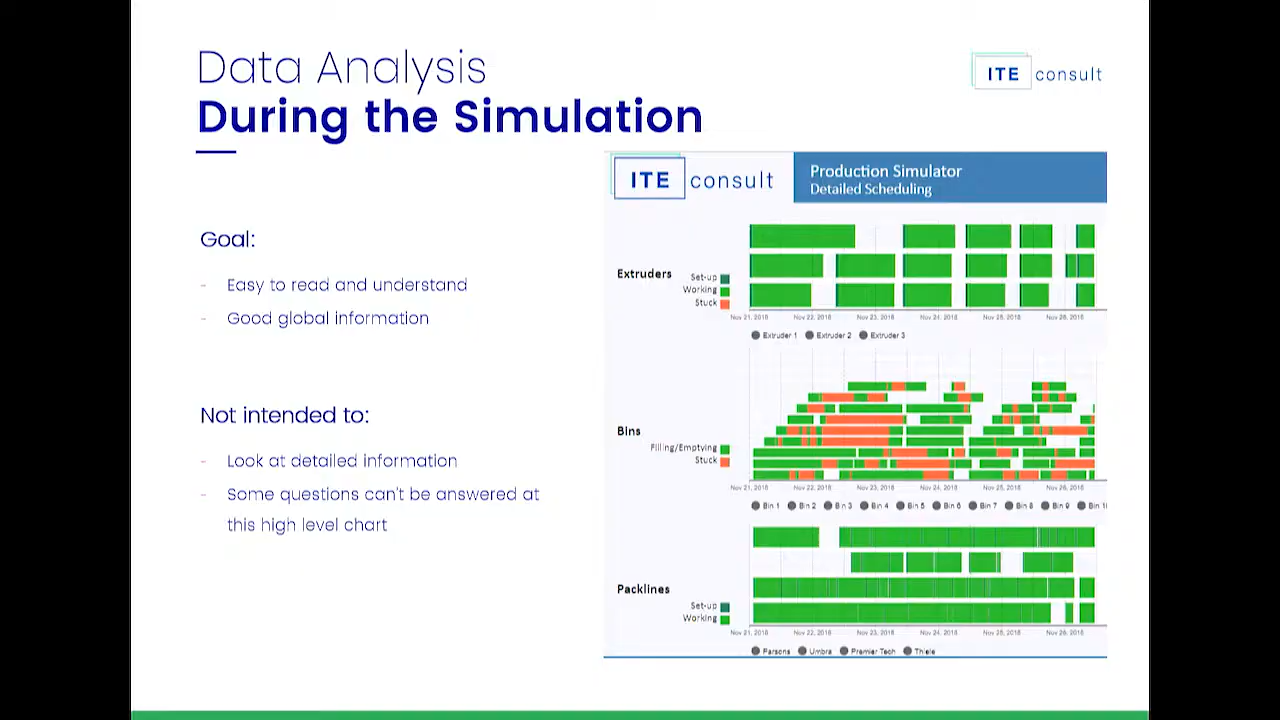 Data Analysis
During the Simulation
ITE consult
Goal:
- Easy to read and understand
- Good global information
Not intended to:
- Look at detailed information
- Some questions can't be answered at
this high level chart
ITE consult
Production Simulator
Detailed Scheduling
Extruders
Set-up
Working
Stuck
Nov 21, 2018 Nov 22, 2018 Nov 23, 2018 Nov 24, 2018 Nov 25, 2018 Nov 26, 2018
Extruder 1 Extruder 2 Extruder 3
Bins
Filling/Emptying
Stuck
Nov 21, 2018 Nov 22, 2018 Nov 23, 2018 Nov 24, 2018 Nov 25, 2018 Nov 26, 2018
Bin 1 Bin 2 Bin 3 Bin 4 Bin 5 Bin 6 Bin 7 Bin 8 Bin 9
Packlines
Set-up
Working
Nov 21, 2018 Nov 22, 2018 Nov 23, 2018 Nov 24, 2018 Nov 25, 2018 Nov 26, 2018
Parsons Umbra Premier Tech Thiele